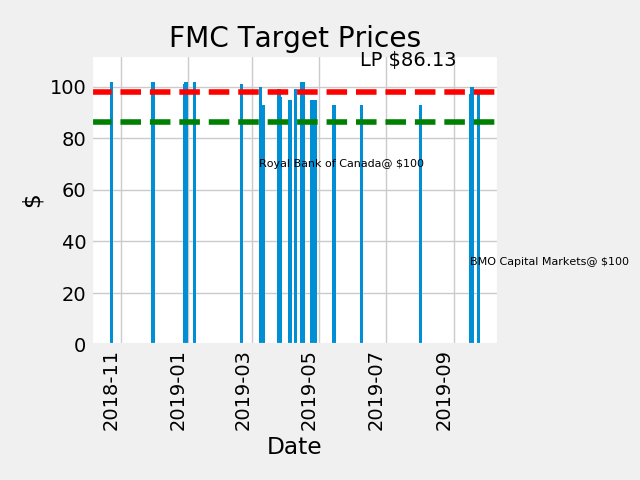 FMC Target Prices
LP $86.13
100
80
60
40
20
0
$
Royal Bank of Canada@ $100
BMO Capital Markets@ $100
2018-11
2019-01
2019-03
2019-05
2019-07
2019-09
Date